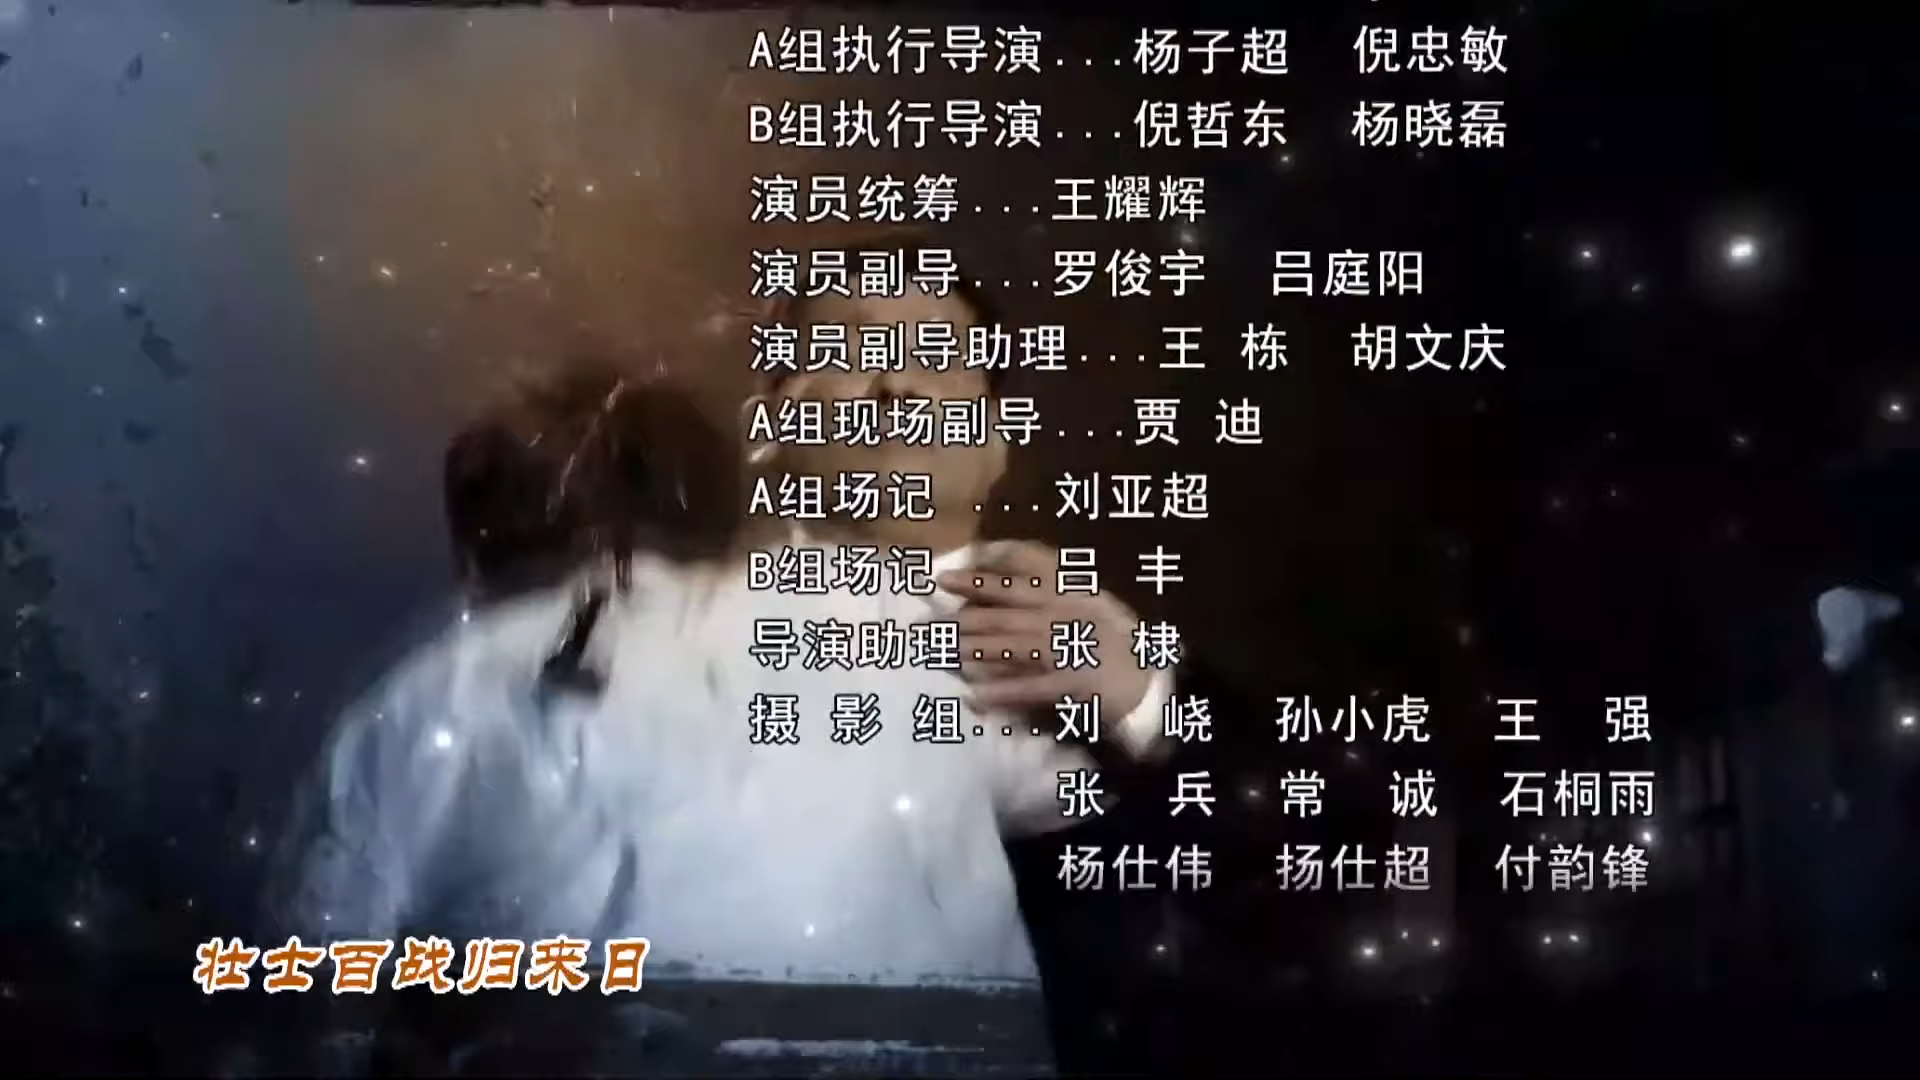 A组执行导演...杨子超 倪忠敏
B组执行导演...倪哲东 杨晓磊
演员统筹...王耀辉
演员副导...罗俊宇 吕庭阳
演员副导助理...王 栋 胡文庆
A组现场副导...贾 迪
A组场记 ...刘亚超
B组场记 ...吕 丰
导演助理...张 棣
摄 影 组...刘 峣 孙小虎 王 强
张 兵 常 诚 石桐雨
杨仕伟 扬仕超 付韵锋
壮士百战归来日